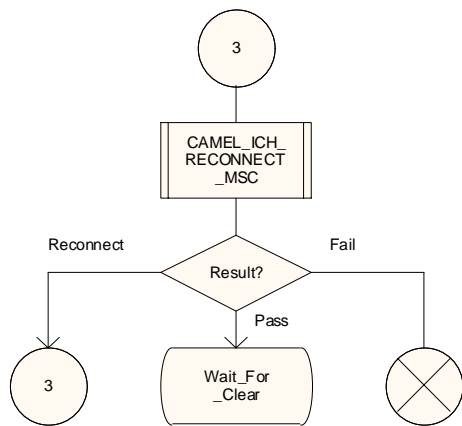 3
CAMEL_ICH_
RECONNECT
_MSC
Reconnect
Result?
Fail
Pass
3
Wait_For
_Clear